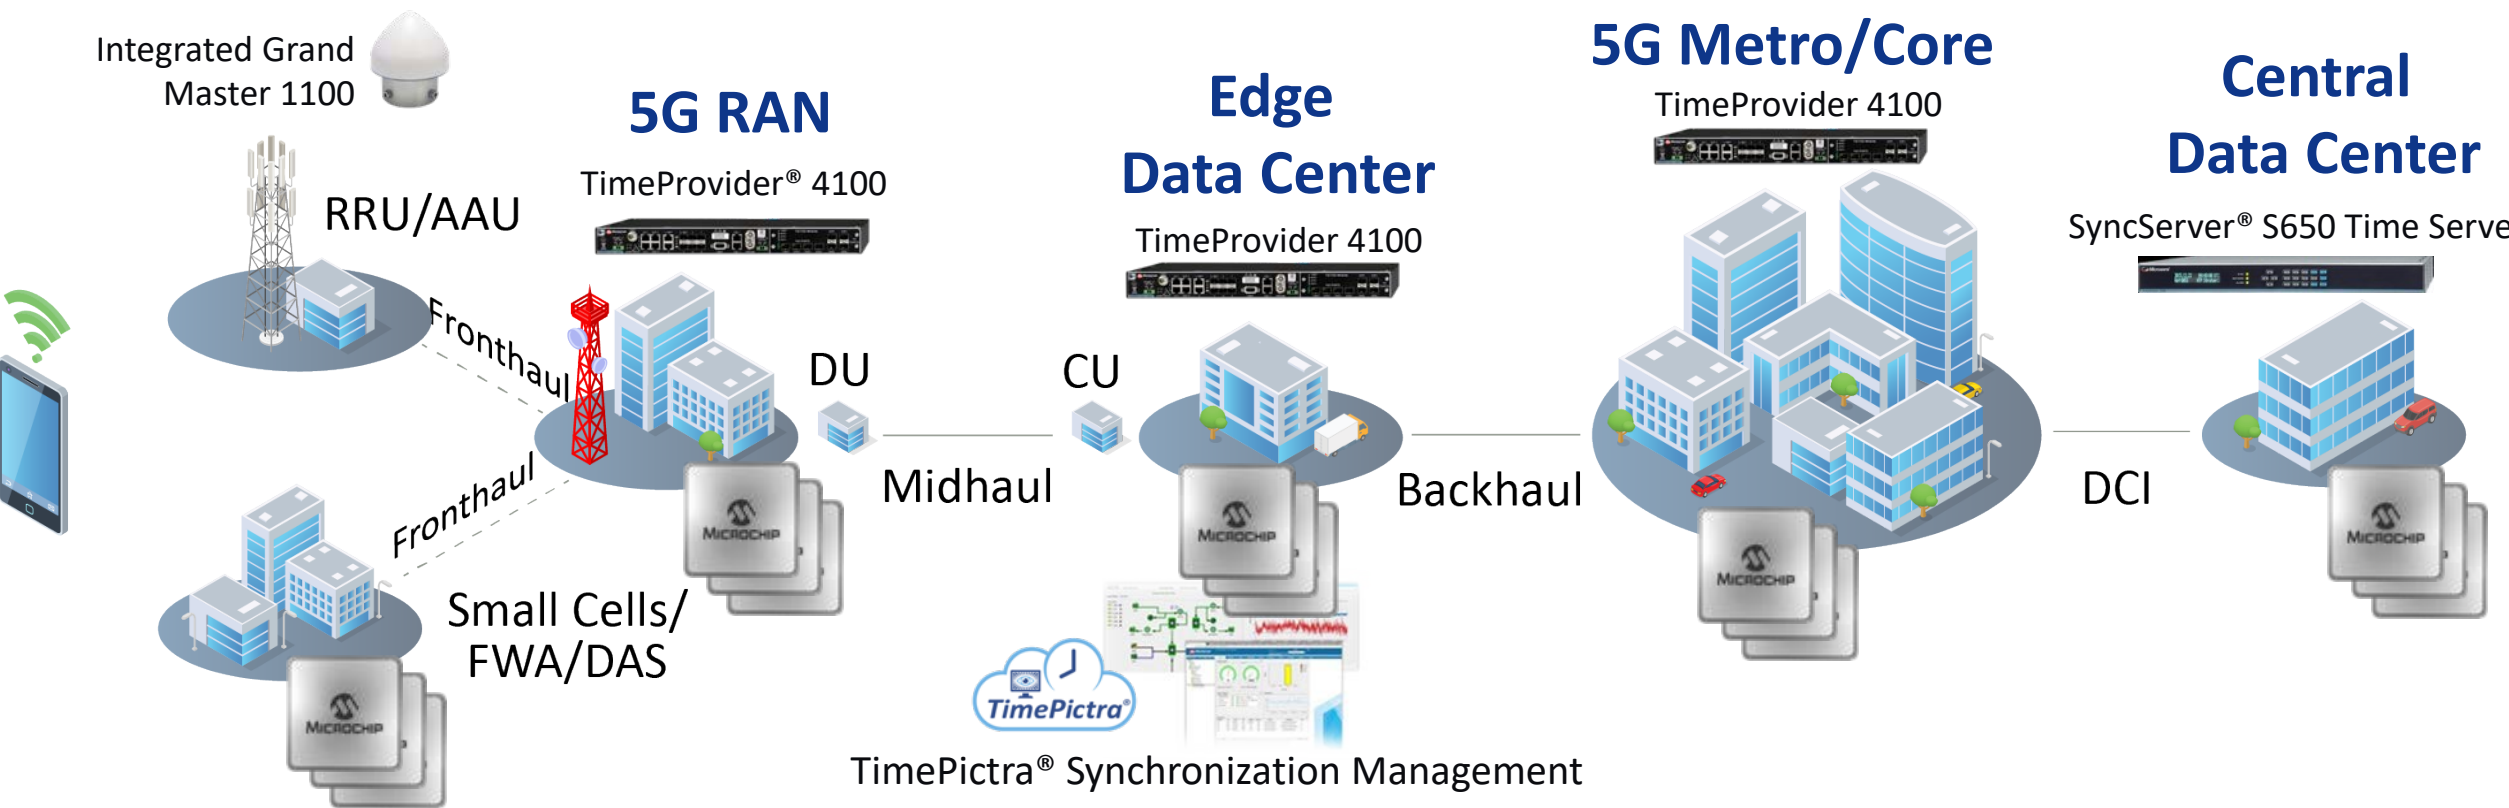 Integrated Grand
Master 1100
5G RAN
TimeProvider® 4100
Edge
Data Center
TimeProvider 4100
5G Metro/Core
TimeProvider 4100
Central
Data Center
SyncServer® S650 Time Serve
RRU/AAU
Fronthaul
DU
CU
Midhaul
Backhaul
DCI
Fronthaul
Small Cells/
FWA/DAS
MICROCHIP
MICROCHIP
MICROCHIP
MICROCHIP
MICROCHIP
TimePictra®
TimePictra® Synchronization Management